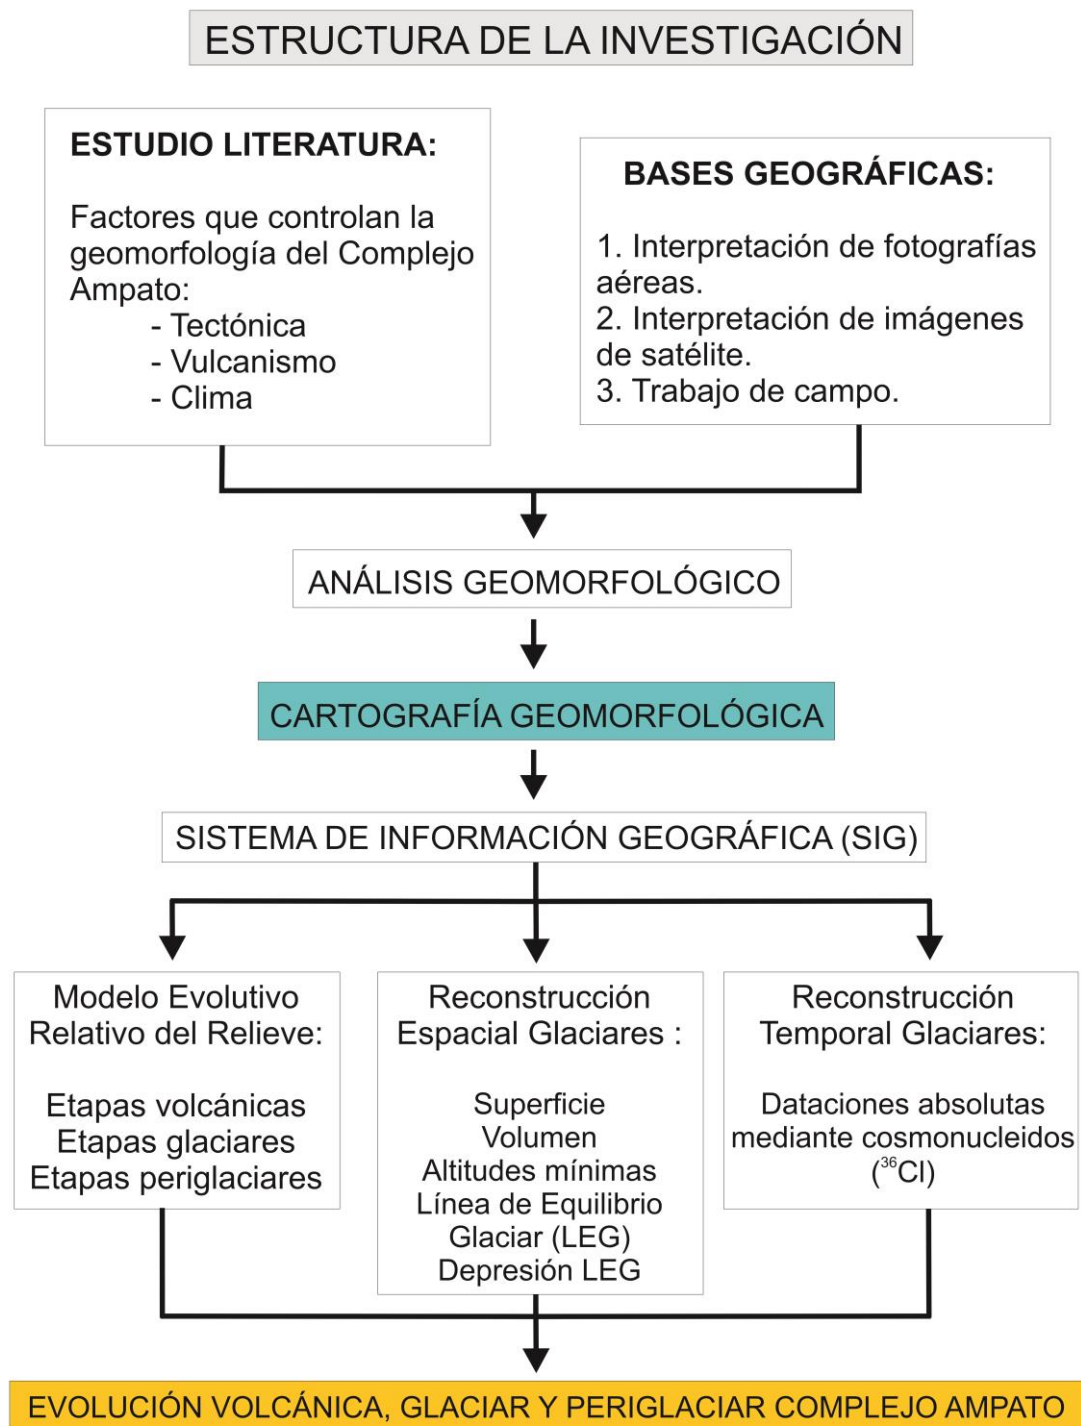 ESTRUCTURA DE LA INVESTIGACIÓN
ESTUDIO LITERATURA:
Factores que controlan la
geomorfología del Complejo
Ampato:
- Tectónica
- Vulcanismo
- Clima
BASES GEOGRÁFICAS:
1. Interpretación de fotografías
aéreas.
2. Interpretación de imágenes
de satélite.
3. Trabajo de campo.
ANÁLISIS GEOMORFOLÓGICO
CARTOGRAFÍA GEOMORFOLÓGICA
SISTEMA DE INFORMACIÓN GEOGRÁFICA (SIG)
Modelo Evolutivo
Relativo del Relieve:
Etapas volcánicas
Etapas glaciares
Etapas periglaciares
Reconstrucción
Espacial Glaciares :
Superficie
Volumen
Altitudes mínimas
Línea de Equilibrio
Glaciar (LEG)
Depresión LEG
Reconstrucción
Temporal Glaciares:
Dataciones absolutas
mediante cosmonucleidos
(³⁶Cl)
EVOLUCIÓN VOLCÁNICA, GLACIAR Y PERIGLACIAR COMPLEJO AMPATO